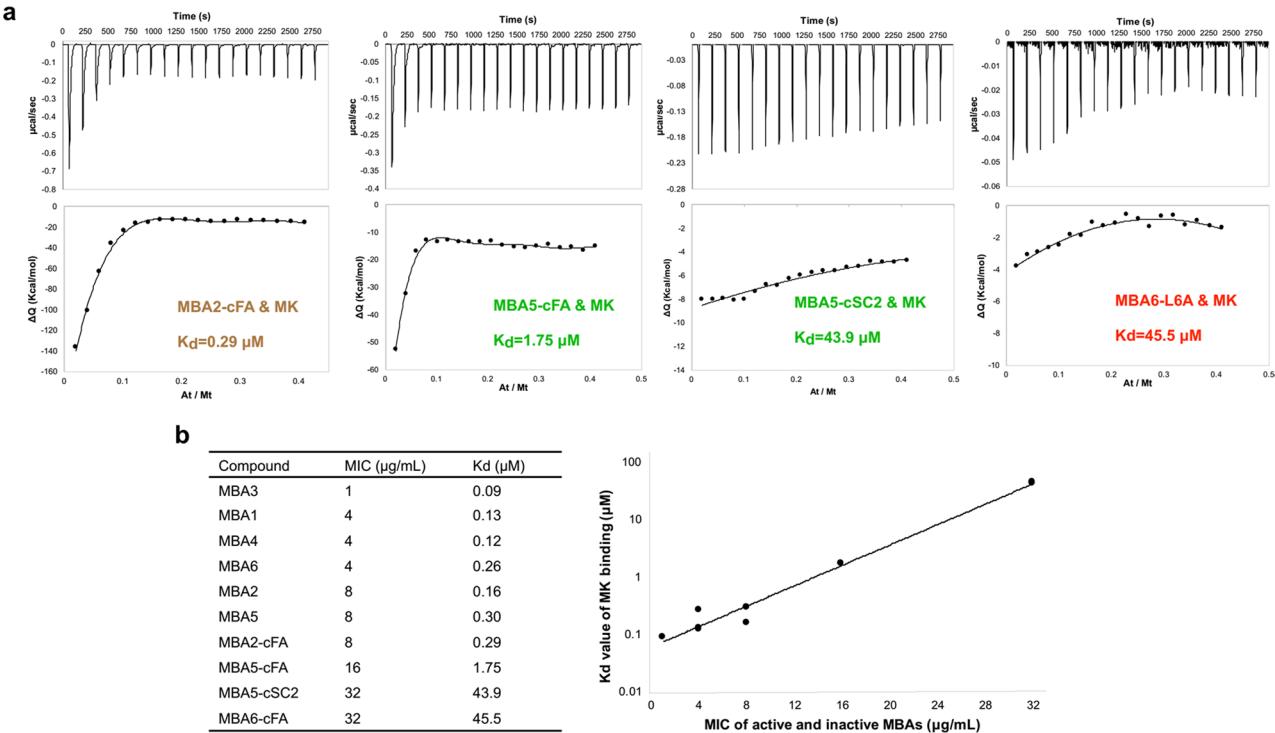 a
Time (s)
0 250 500 750 1000 1250 1500 1750 2000 2250 2500 2750
0
-0.1
-0.2
-0.3
-0.4
-0.5
-0.6
-0.7
-0.8
µcal/sec
0
-20
-40
-60
-80
-100
-120
-140
-160
ΔQ (Kcal/mol)
MBA2-cFA & MK
Kd=0.29 µM
0 0.1 0.2 0.3 0.4
At / Mt
Time (s)
0 250 500 750 1000 1250 1500 1750 2000 2250 2500 2750
0
-0.05
-0.1
-0.15
-0.2
-0.25
-0.3
-0.35
-0.4
µcal/sec
0
-10
-20
-30
-40
-50
-60
ΔQ (Kcal/mol)
MBA5-cFA & MK
Kd=1.75 µM
0 0.1 0.2 0.3 0.4 0.5
At / Mt
Time (s)
0 250 500 750 1000 1250 1500 1750 2000 2250 2500 2750
-0.03
-0.08
-0.13
-0.18
-0.23
-0.28
µcal/sec
0
-2
-4
-6
-8
-10
-12
-14
ΔQ (Kcal/mol)
MBA5-cSC2 & MK
Kd=43.9 µM
0 0.1 0.2 0.3 0.4 0.5
At / Mt
Time (s)
0 250 500 750 1000 1250 1500 1750 2000 2250 2500 2750
0
-0.01
-0.02
-0.03
-0.04
-0.05
-0.06
µcal/sec
0
-2
-4
-6
-8
-10
ΔQ (Kcal/mol)
MBA6-L6A & MK
Kd=45.5 µM
0 0.1 0.2 0.3 0.4 0.5
At / Mt
b
Compound MIC (µg/mL) Kd (µM)
MBA3 1 0.09
MBA1 4 0.13
MBA4 4 0.12
MBA6 4 0.26
MBA2 8 0.16
MBA5 8 0.30
MBA2-cFA 8 0.29
MBA5-cFA 16 1.75
MBA5-cSC2 32 43.9
MBA6-cFA 32 45.5
Kd value of MK binding (µM)
100
10
1
0.1
0.01
0 4 8 12 16 20 24 28 32
MIC of active and inactive MBAs (µg/mL)